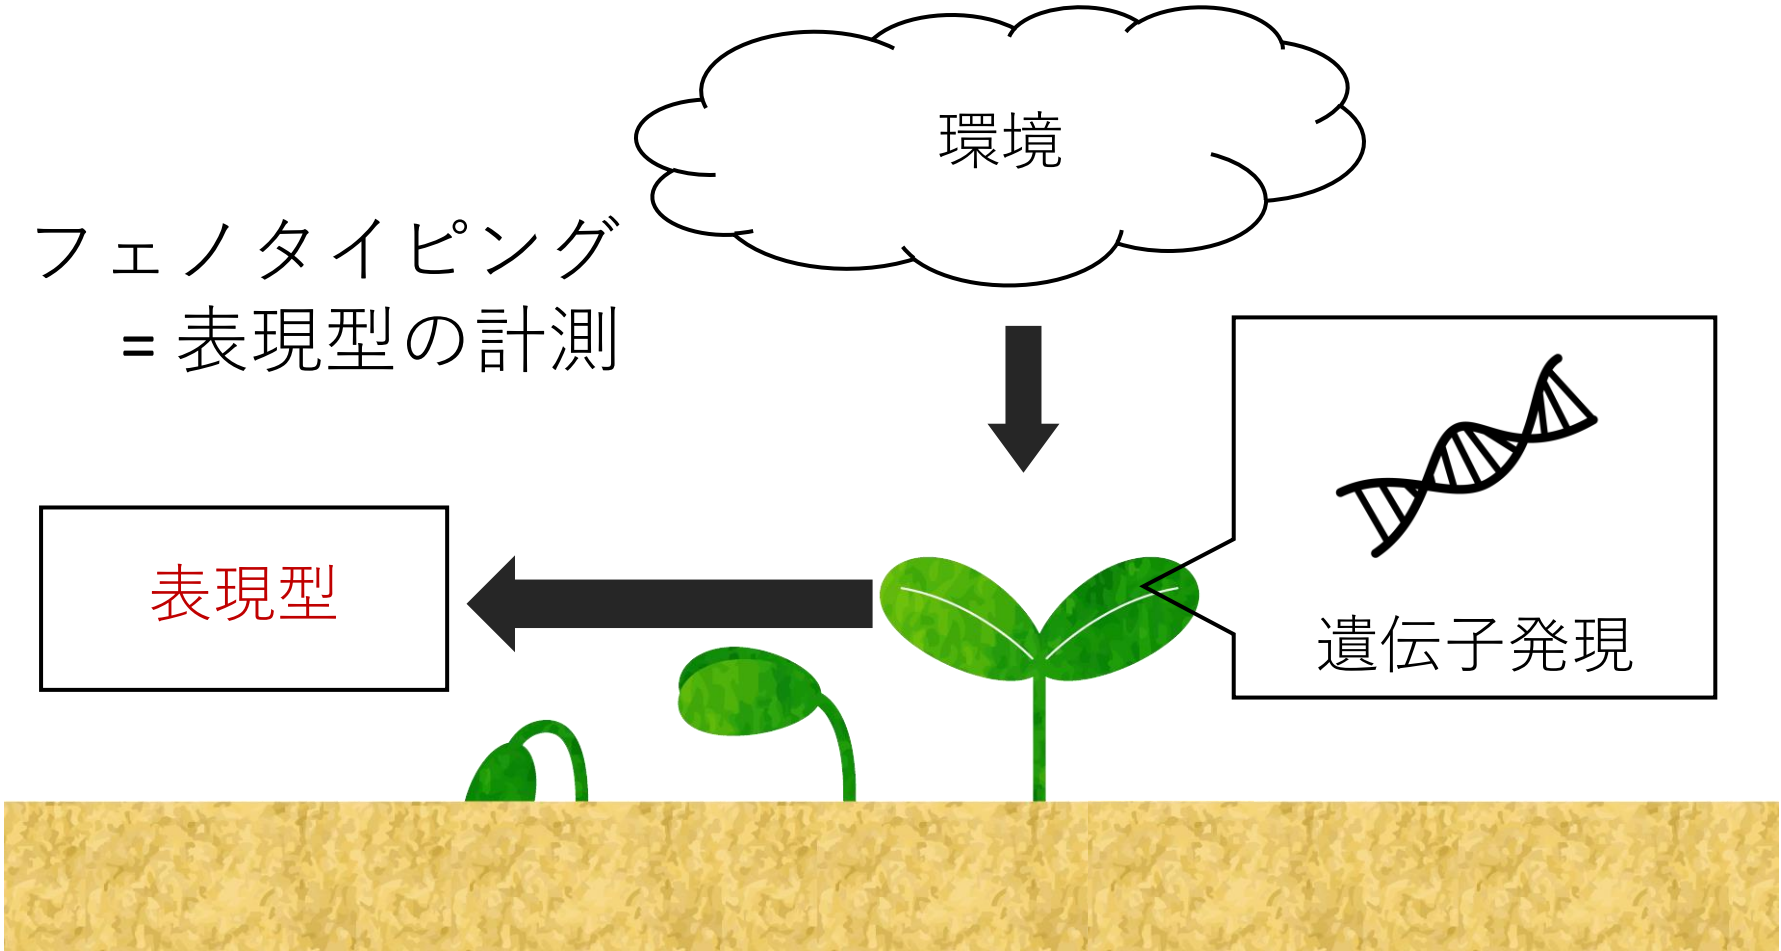 環境
フェノタイピング
= 表現型の計測
表現型
遺伝子発現